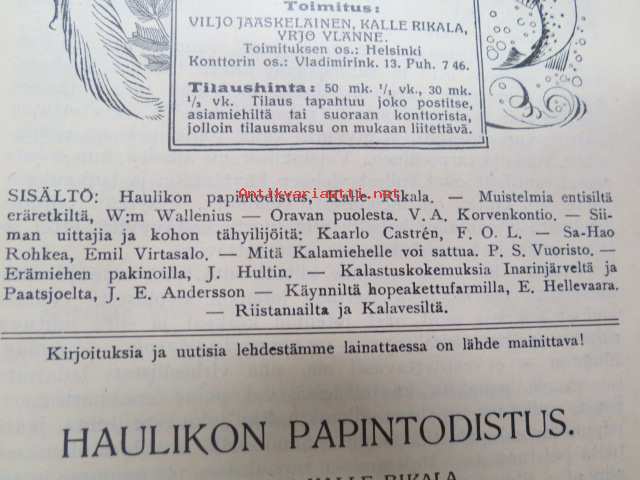 Toimitus:
VILJO JÄÄSKELÄINEN, KALLE RIKALA,
YRJÖ YLÄNNE.
Toimituksen os.: Helsinki
Konttorin os.: Vladimirink. 13. Puh. 7 46.
Tilaushinta: 50 mk. ¹/₁ vk., 30 mk.
¹/₂ vk. Tilaus tapahtuu joko postitse,
asiamiehiltä tai suoraan konttorista,
jolloin tilausmaksu on mukaan liitettävä.
Antikvariaatti.net
SISÄLTÖ: Haulikon papintodistus, Kalle Rikala. — Muistelmia entisiltä
eräretkiltä, W:m Wallenius — Oravan puolesta. V. A. Korvenkontio. — Sii-
man uittajia ja kohon tähyilijöitä: Kaarlo Castrén, F. O. L. — Sa-Hao
Rohkea, Emil Virtasalo. — Mitä Kalamiehelle voi sattua. P. S. Vuoristo. —
Erämiehen pakinoilla, J. Hultin. — Kalastuskokemuksia Inarinjärveltä ja
Paatsjoelta, J. E. Andersson — Käynniltä hopeakettufarmilla, E. Hellevaara.
— Riistamailta ja Kalavesiltä.
Kirjoituksia ja uutisia lehdestämme lainattaessa on lähde mainittava!
HAULIKON PAPINTODISTUS.
KALLE RIKALA